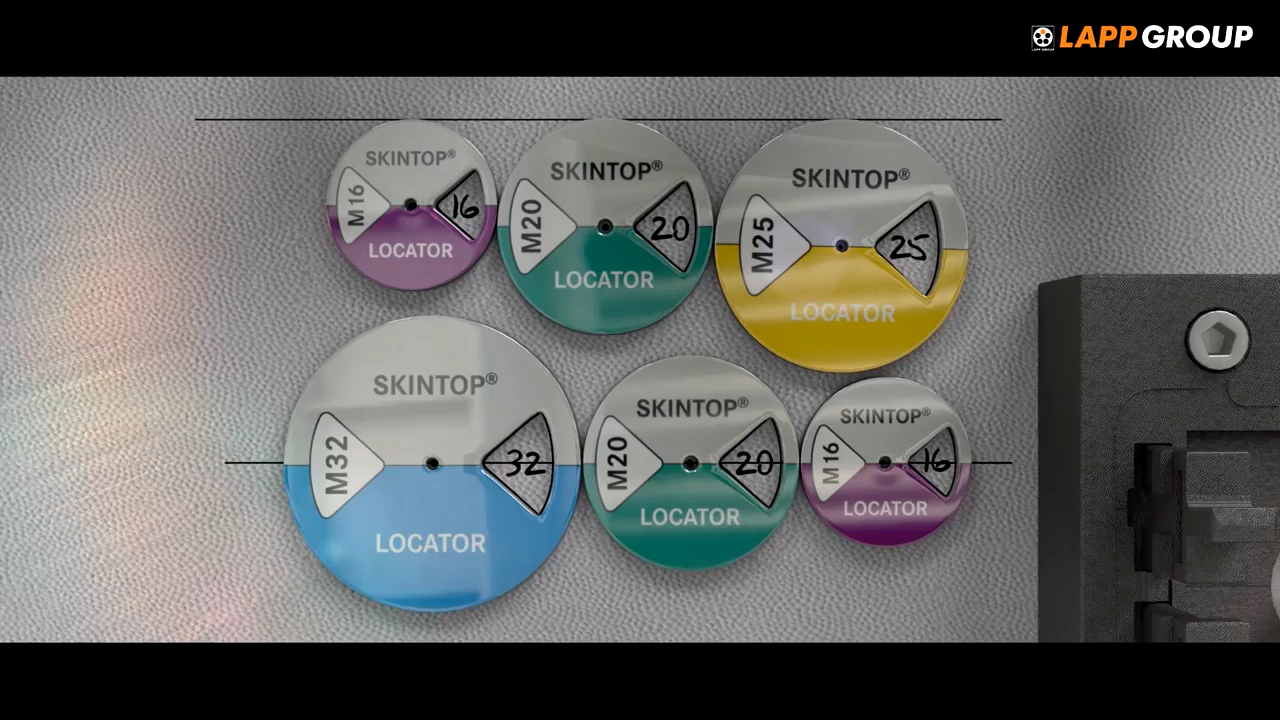 LAPP GROUP
SKINTOP®
M16
16
LOCATOR
SKINTOP®
M20
20
LOCATOR
SKINTOP®
M25
25
LOCATOR
SKINTOP®
M32
32
LOCATOR
SKINTOP®
M20
20
LOCATOR
SKINTOP®
M16
16
LOCATOR